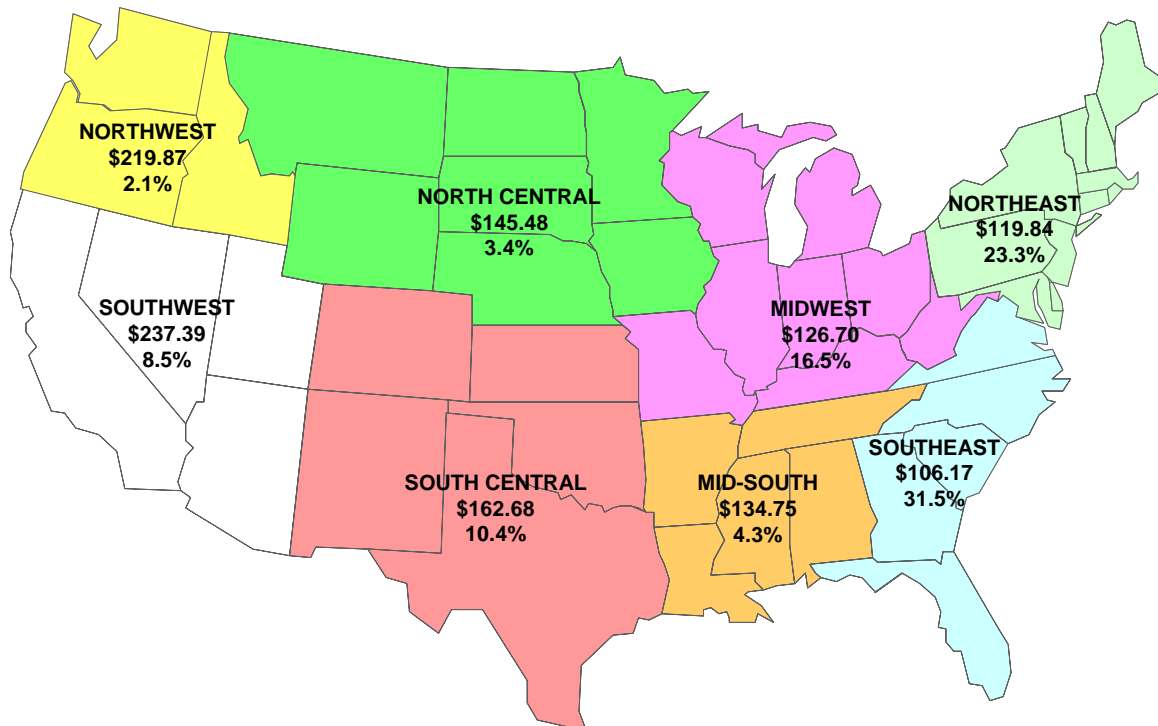 NORTHWEST
$219.87
2.1%
NORTH CENTRAL
$145.48
3.4%
NORTHEAST
$119.84
23.3%
SOUTHWEST
$237.39
8.5%
MIDWEST
$126.70
16.5%
SOUTH CENTRAL
$162.68
10.4%
MID-SOUTH
$134.75
4.3%
SOUTHEAST
$106.17
31.5%